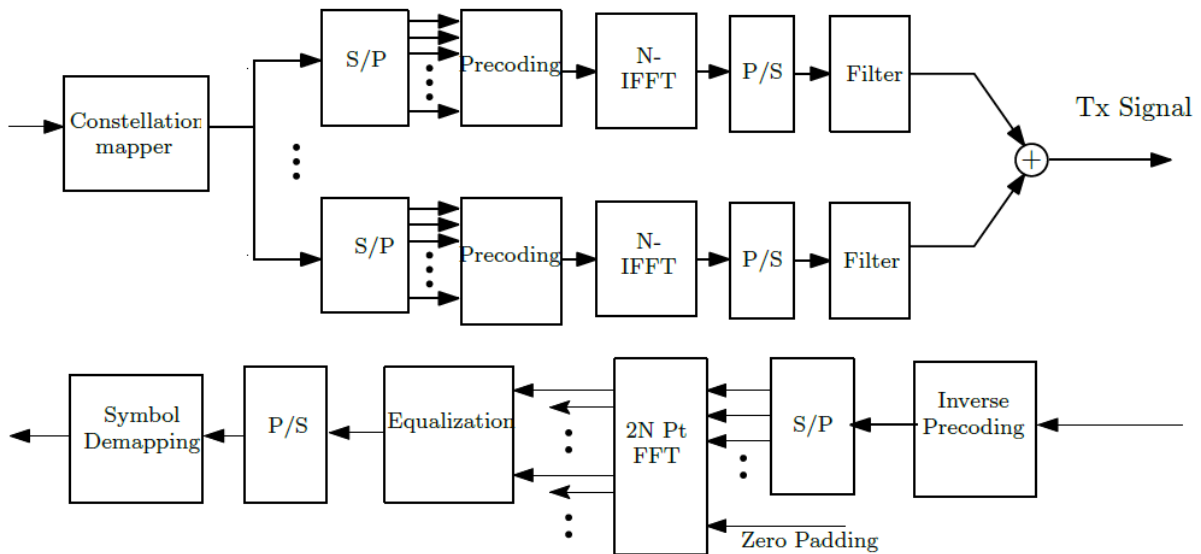 Constellation
mapper
S/P
Precoding
N-
IFFT
P/S
Filter
S/P
Precoding
N-
IFFT
P/S
Filter
+
Tx Signal
Symbol
Demapping
P/S
Equalization
2N Pt
FFT
S/P
Inverse
Precoding
Zero Padding